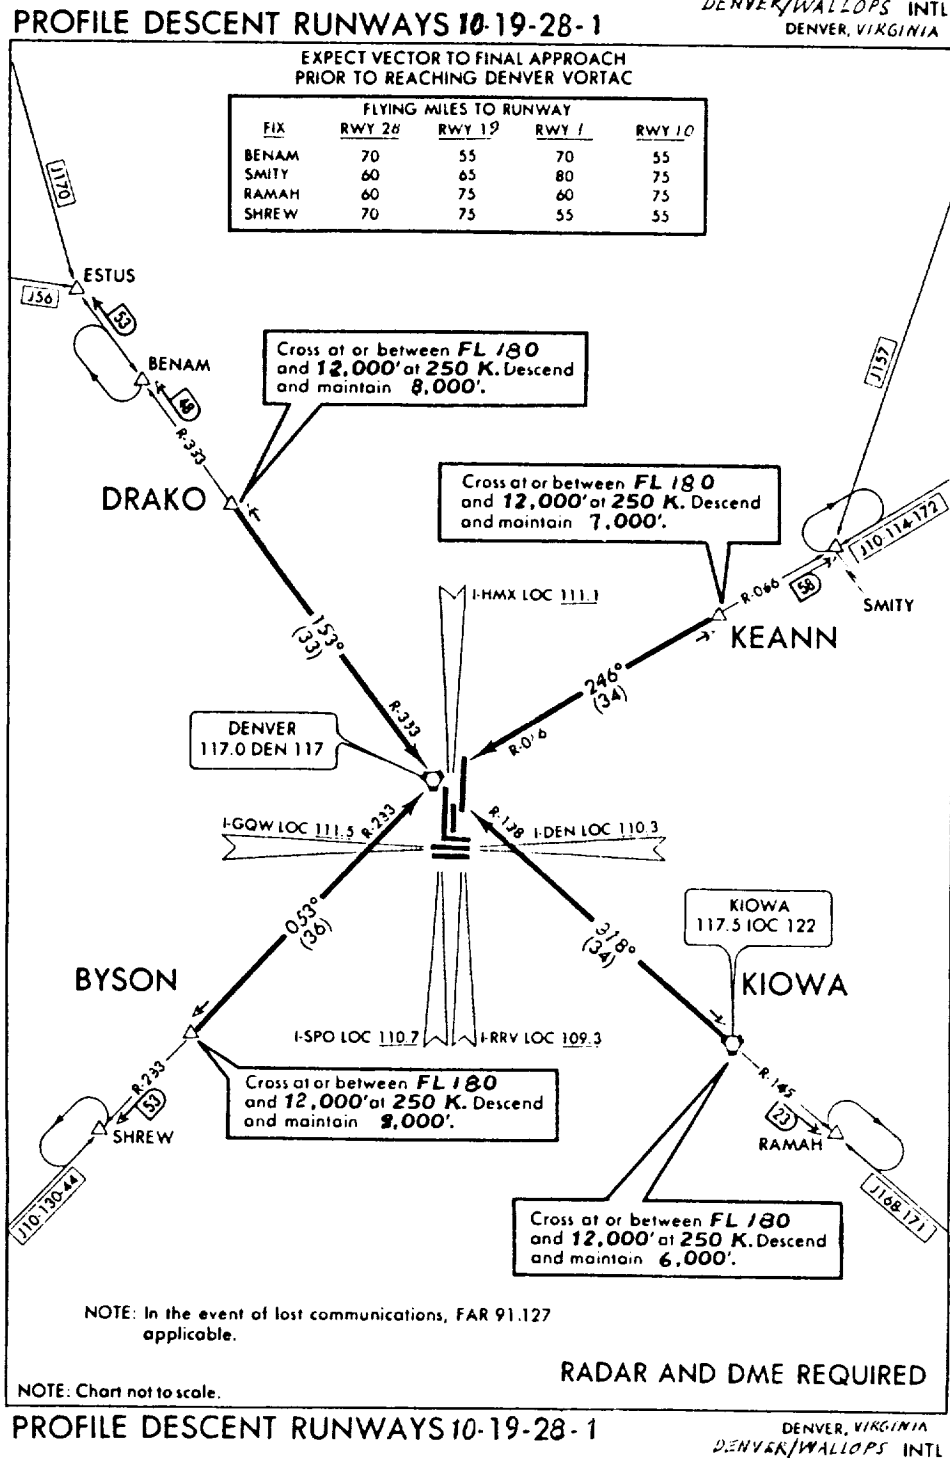 DENVER/WALLOPS INTL
PROFILE DESCENT RUNWAYS 10-19-28-1
DENVER, VIRGINIA
EXPECT VECTOR TO FINAL APPROACH
PRIOR TO REACHING DENVER VORTAC
FLYING MILES TO RUNWAY
FIX RWY 28 RWY 19 RWY 1 RWY 10
BENAM 70 55 70 55
SMITY 60 65 80 75
RAMAH 60 75 60 75
SHREW 70 75 55 55
J170
ESTUS
J56
53
BENAM
48
R-333
Cross at or between FL 180
and 12,000' at 250 K. Descend
and maintain 8,000'.
J157
DRAKO
Cross at or between FL 180
and 12,000' at 250 K. Descend
and maintain 7,000'.
J10-114-172
58
R-066
SMITY
I-HMX LOC 111.1
KEANN
153°
(33)
246°
(34)
R-333
DENVER
117.0 DEN 117
I-GQW LOC 111.5
R-233
R-138
I-DEN LOC 110.3
053°
(36)
318°
(34)
KIOWA
117.5 IOC 122
BYSON
KIOWA
I-SPO LOC 110.7
I-RRV LOC 109.3
R-233
53
SHREW
J10-130-44
Cross at or between FL 180
and 12,000' at 250 K. Descend
and maintain
R-145
23
RAMAH
J168-171
Cross at or between FL 180
and 12,000' at 250 K. Descend
and maintain 6,000'.
NOTE: In the event of lost communications, FAR 91.127
applicable.
RADAR AND DME REQUIRED
NOTE: Chart not to scale.
PROFILE DESCENT RUNWAYS 10-19-28-1
DENVER, VIRGINIA
DENVER/WALLOPS INTL